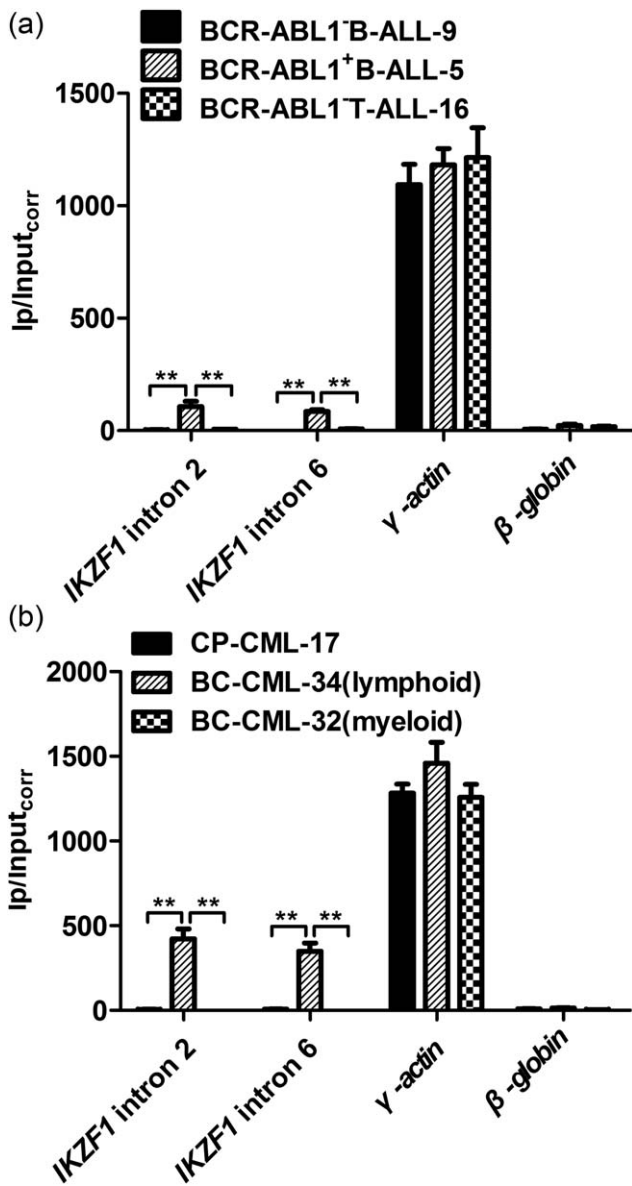 (a)
BCR-ABL1⁻B-ALL-9
BCR-ABL1⁺B-ALL-5
BCR-ABL1⁻T-ALL-16
1500
1000
500
0
Ip/Inputcorr
** **
** **
IKZF1 intron 2
IKZF1 intron 6
γ-actin
β-globin
(b)
CP-CML-17
BC-CML-34(lymphoid)
BC-CML-32(myeloid)
2000
1500
1000
500
0
Ip/Inputcorr
** **
** **
IKZF1 intron 2
IKZF1 intron 6
γ-actin
β-globin